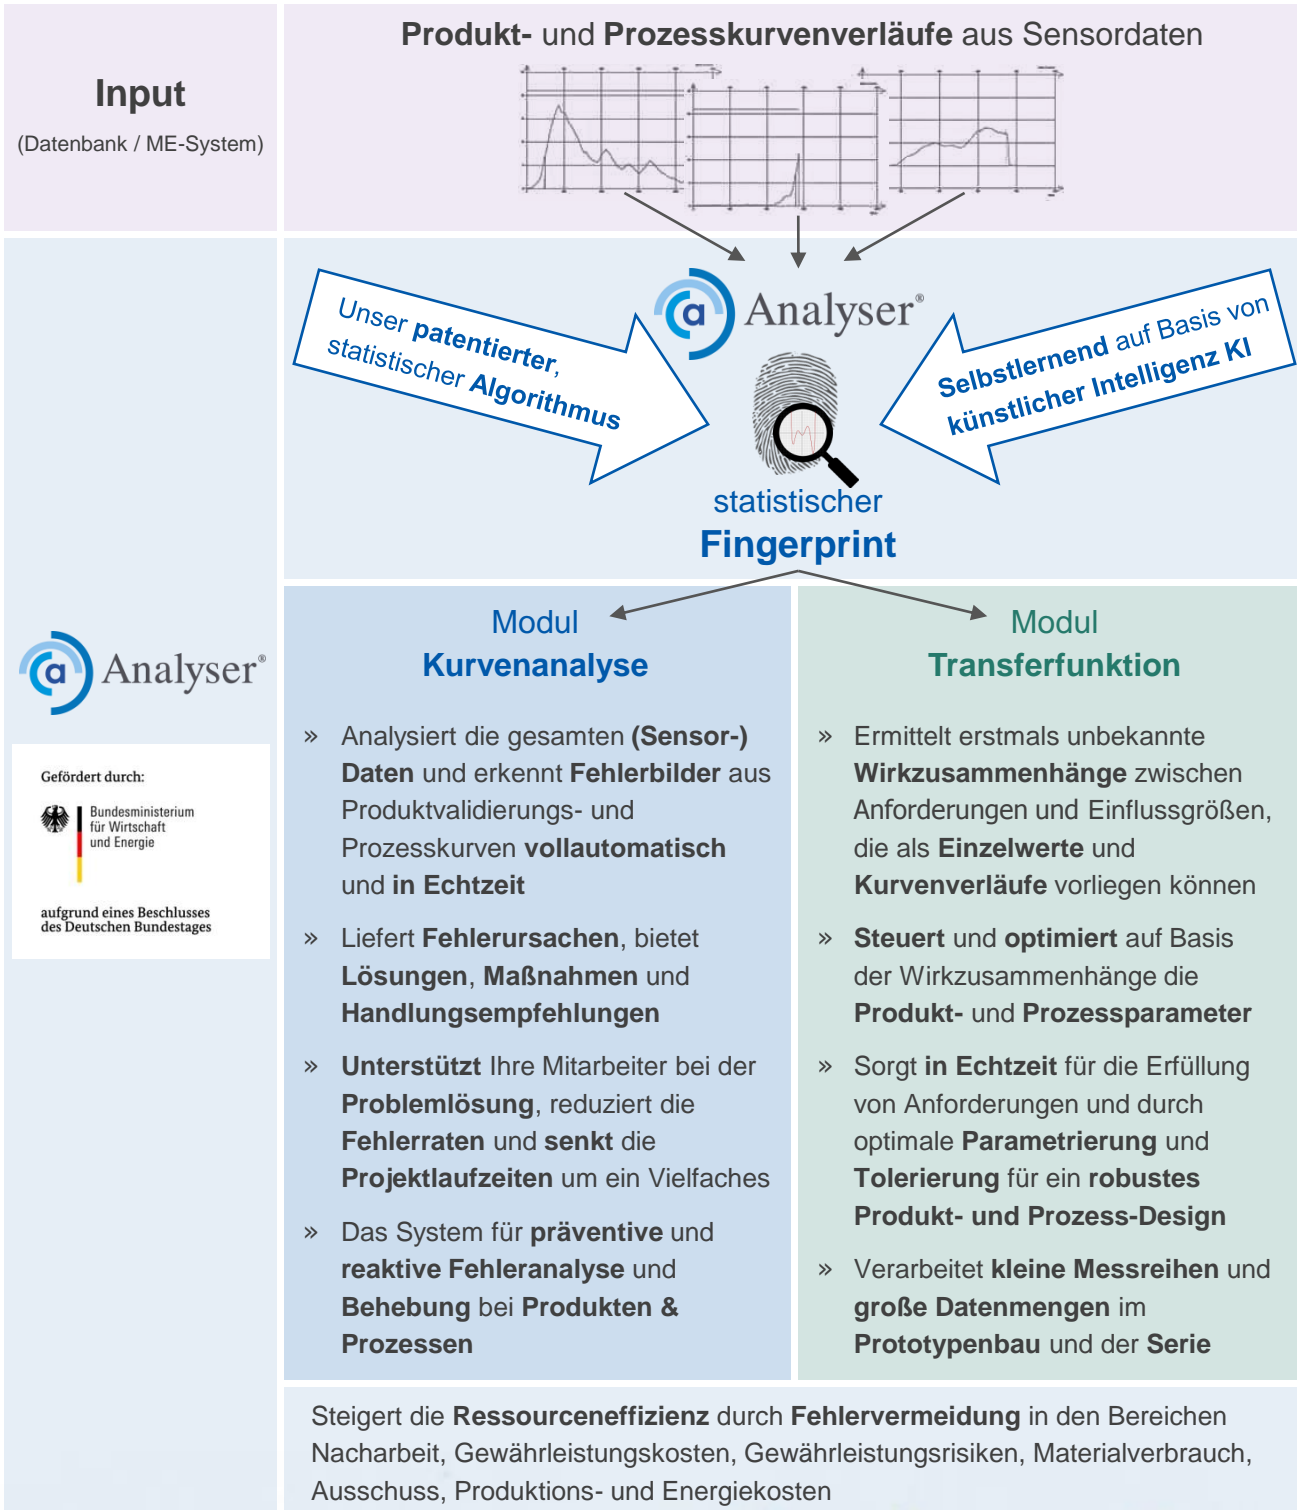 Produkt- und Prozesskurvenverläufe aus Sensordaten
Input
(Datenbank / ME-System)
a Analyser®
Unser patentierter,
statistischer Algorithmus
Selbstlernend auf Basis von
künstlicher Intelligenz KI
statistischer
Fingerprint
a Analyser®
Gefördert durch:
Bundesministerium
für Wirtschaft
und Energie
aufgrund eines Beschlusses
des Deutschen Bundestages
Modul
Kurvenanalyse
» Analysiert die gesamten (Sensor-)
Daten und erkennt Fehlerbilder aus
Produktvalidierungs- und
Prozesskurven vollautomatisch
und in Echtzeit
» Liefert Fehlerursachen, bietet
Lösungen, Maßnahmen und
Handlungsempfehlungen
» Unterstützt Ihre Mitarbeiter bei der
Problemlösung, reduziert die
Fehlerraten und senkt die
Projektlaufzeiten um ein Vielfaches
» Das System für präventive und
reaktive Fehleranalyse und
Behebung bei Produkten &
Prozessen
Modul
Transferfunktion
» Ermittelt erstmals unbekannte
Wirkzusammenhänge zwischen
Anforderungen und Einflussgrößen,
die als Einzelwerte und
Kurvenverläufe vorliegen können
» Steuert und optimiert auf Basis
der Wirkzusammenhänge die
Produkt- und Prozessparameter
» Sorgt in Echtzeit für die Erfüllung
von Anforderungen und durch
optimale Parametrierung und
Tolerierung für ein robustes
Produkt- und Prozess-Design
» Verarbeitet kleine Messreihen und
große Datenmengen im
Prototypenbau und der Serie
Steigert die Ressourceneffizienz durch Fehlervermeidung in den Bereichen
Nacharbeit, Gewährleistungskosten, Gewährleistungsrisiken, Materialverbrauch,
Ausschuss, Produktions- und Energiekosten